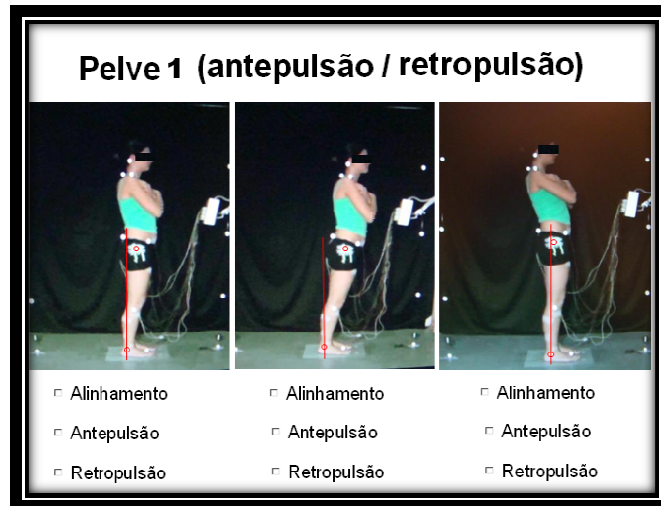 Pelve 1 (antepulsão / retropulsão)
Alinhamento
Antepulsão
Retropulsão
Alinhamento
Antepulsão
Retropulsão
Alinhamento
Antepulsão
Retropulsão